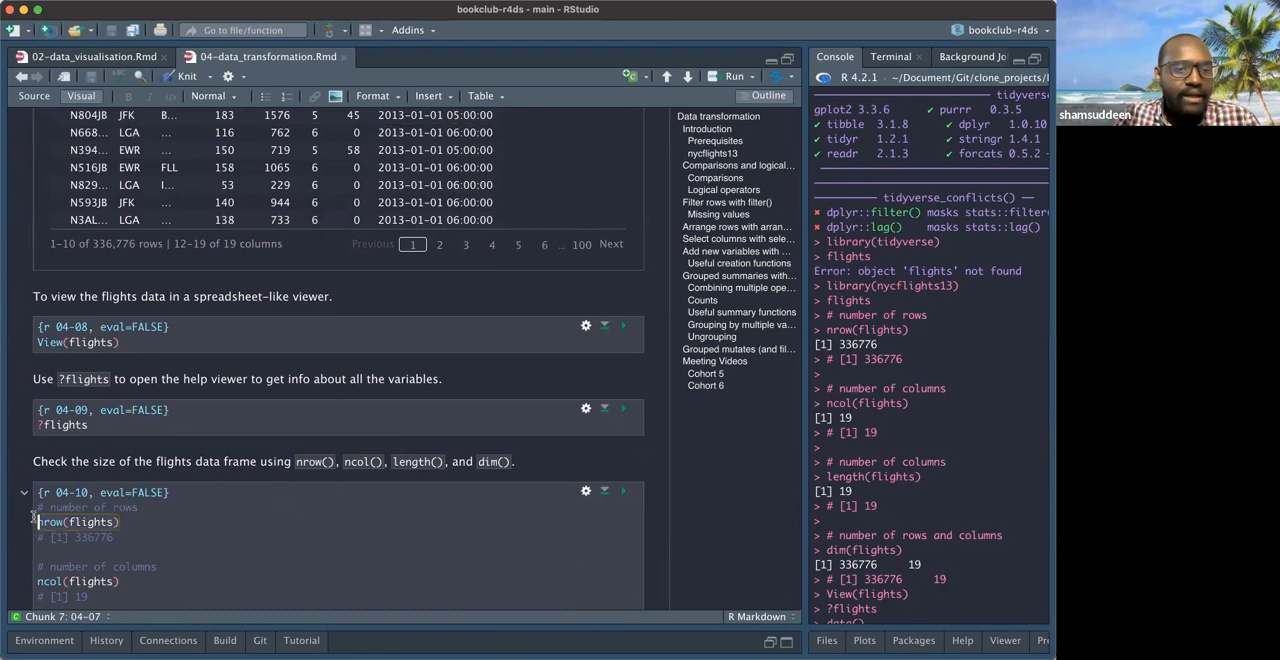 bookclub-r4ds - main - RStudio
Go to file/function
Addins
bookclub-r4ds
02-data_visualisation.Rmd
04-data_transformation.Rmd
Knit
Run
Source Visual B I Normal Format Insert Table Outline
N804JB JFK B... 183 1576 5 45 2013-01-01 05:00:00
N668... LGA ... 116 762 6 0 2013-01-01 06:00:00
N394... EWR ... 150 719 5 58 2013-01-01 05:00:00
N516JB EWR FLL 158 1065 6 0 2013-01-01 06:00:00
N829... LGA I... 53 229 6 0 2013-01-01 06:00:00
N593JB JFK ... 140 944 6 0 2013-01-01 06:00:00
N3AL... LGA ... 138 733 6 0 2013-01-01 06:00:00
1-10 of 336,776 rows | 12-19 of 19 columns
Previous 1 2 3 4 5 6 ... 100 Next
To view the flights data in a spreadsheet-like viewer.
{r 04-08, eval=FALSE}
View(flights)
Use ?flights to open the help viewer to get info about all the variables.
{r 04-09, eval=FALSE}
?flights
Check the size of the flights data frame using nrow(), ncol(), length(), and dim().
{r 04-10, eval=FALSE}
# number of rows
nrow(flights)
# [1] 336776
# number of columns
ncol(flights)
# [1] 19
Chunk 7: 04-07
R Markdown
Environment History Connections Build Git Tutorial
Data transformation
Introduction
Prerequisites
nycflights13
Comparisons and logical...
Comparisons
Logical operators
Filter rows with filter()
Missing values
Arrange rows with arran...
Select columns with sele...
Add new variables with ...
Useful creation functions
Grouped summaries with...
Combining multiple ope...
Counts
Useful summary functions
Grouping by multiple va...
Ungrouping
Grouped mutates (and fil...
Meeting Videos
Cohort 5
Cohort 6
Console Terminal Background Jo
R 4.2.1 · ~/Document/Git/clone_projects/
tidyverse
gplot2 3.3.6 ✔ purrr 0.3.5
✔ tibble 3.1.8 ✔ dplyr 1.0.10
✔ tidyr 1.2.1 ✔ stringr 1.4.1
✔ readr 2.1.3 ✔ forcats 0.5.2
tidyverse_conflicts() —
✖ dplyr::filter() masks stats::filter
✖ dplyr::lag() masks stats::lag()
> library(tidyverse)
> flights
Error: object 'flights' not found
> library(nycflights13)
> flights
> # number of rows
> nrow(flights)
[1] 336776
> # [1] 336776
>
> # number of columns
> ncol(flights)
[1] 19
> # [1] 19
>
> # number of columns
> length(flights)
[1] 19
> # [1] 19
>
> # number of rows and columns
> dim(flights)
[1] 336776 19
> # [1] 336776 19
> View(flights)
> ?flights
> data()
Files Plots Packages Help Viewer Pr
shamsuddeen